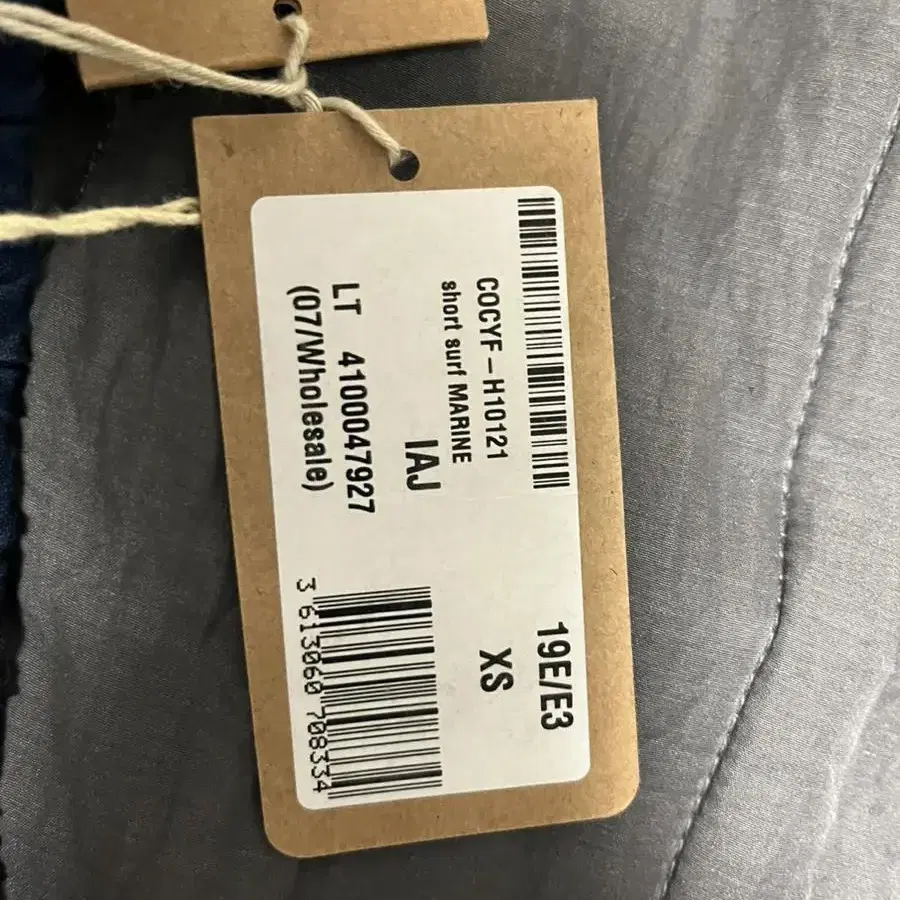 COCYF-H10121
short surf MARINE
IAJ
LT 4100047927
(07/Wholesale)
19E/E3
XS
3 613060 708334